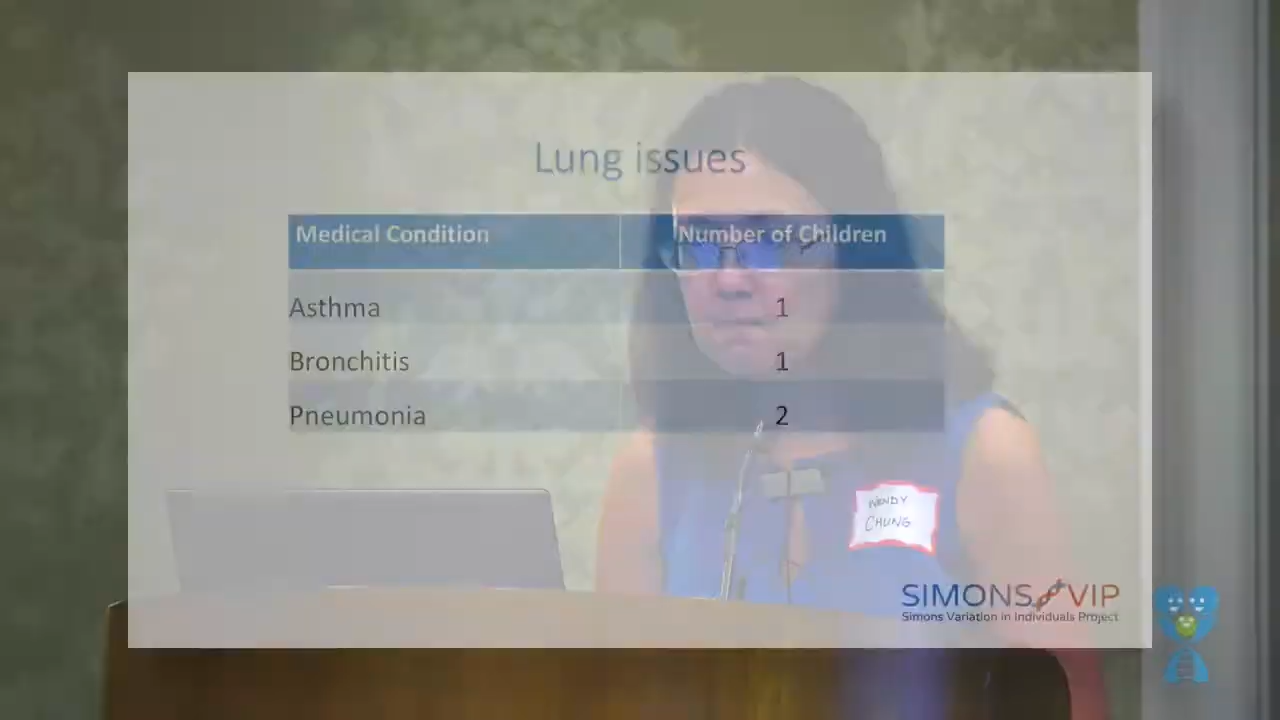 Lung issues
Medical Condition Number of Children
Asthma 1
Bronchitis 1
Pneumonia 2
WENDY
CHUNG
SIMONS VIP
Simons Variation in Individuals Project